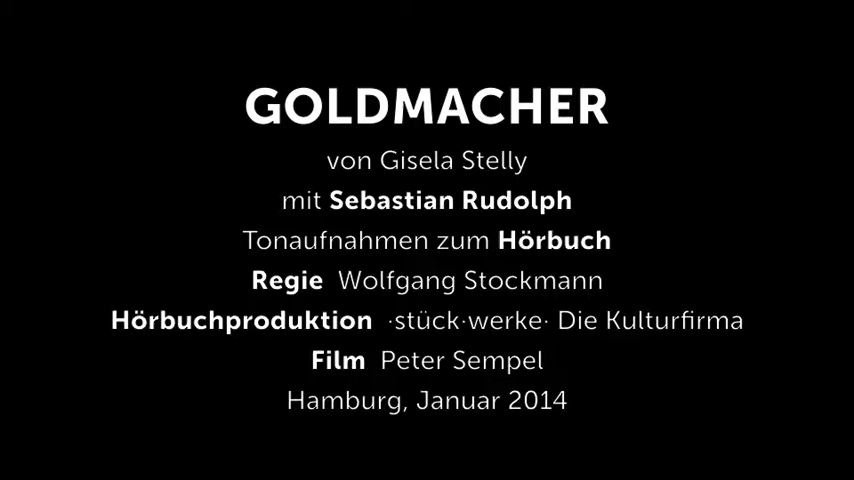 GOLDMACHER
von Gisela Stelly
mit Sebastian Rudolph
Tonaufnahmen zum Hörbuch
Regie Wolfgang Stockmann
Hörbuchproduktion ·stück·werke· Die Kulturfirma
Film Peter Sempel
Hamburg, Januar 2014